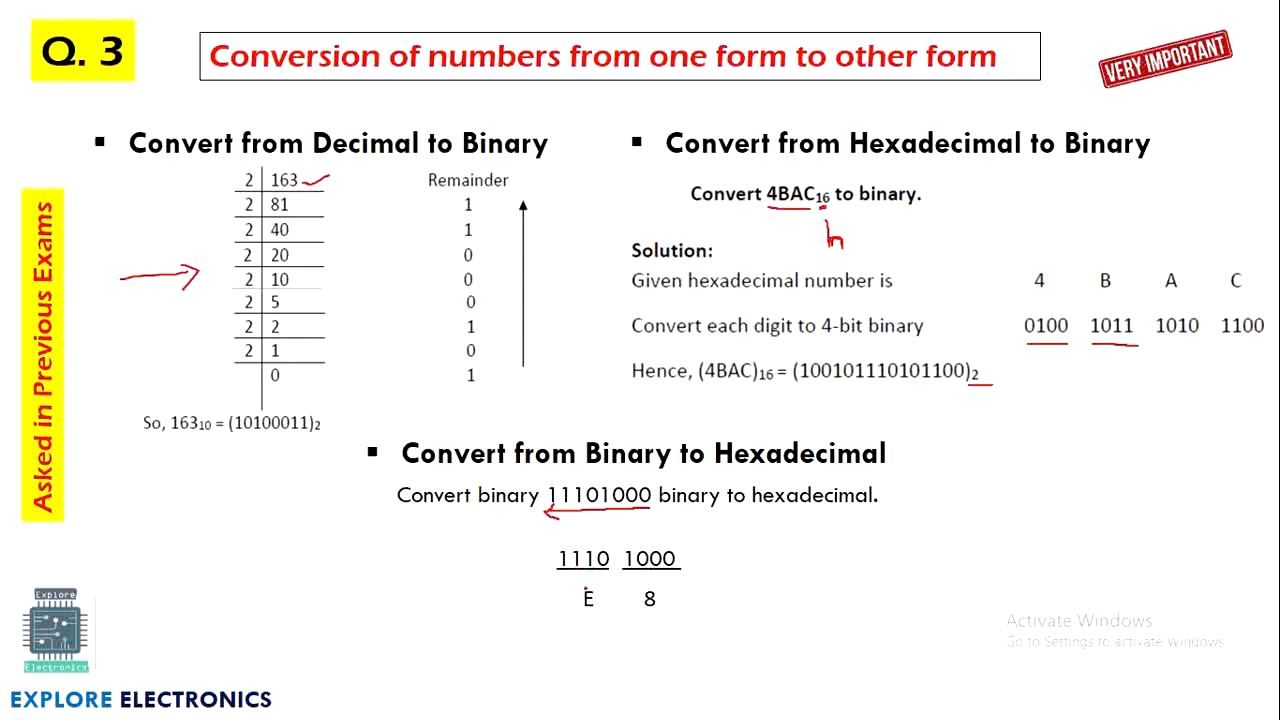 Q. 3
Conversion of numbers from one form to other form
VERY IMPORTANT
Asked in Previous Exams
▪ Convert from Decimal to Binary
2 163 Remainder
2 81 1
2 40 1
2 20 0
2 10 0
2 5 0
2 2 1
2 1 0
0 1
So, 163₁₀ = (10100011)₂
▪ Convert from Hexadecimal to Binary
Convert 4BAC₁₆ to binary.
h
Solution:
Given hexadecimal number is 4 B A C
Convert each digit to 4-bit binary 0100 1011 1010 1100
Hence, (4BAC)₁₆ = (100101110101100)₂
▪ Convert from Binary to Hexadecimal
Convert binary 11101000 binary to hexadecimal.
1110 1000
E 8
Explore
Electronics
EXPLORE ELECTRONICS
Activate Windows
Go to Settings to activate Windows.